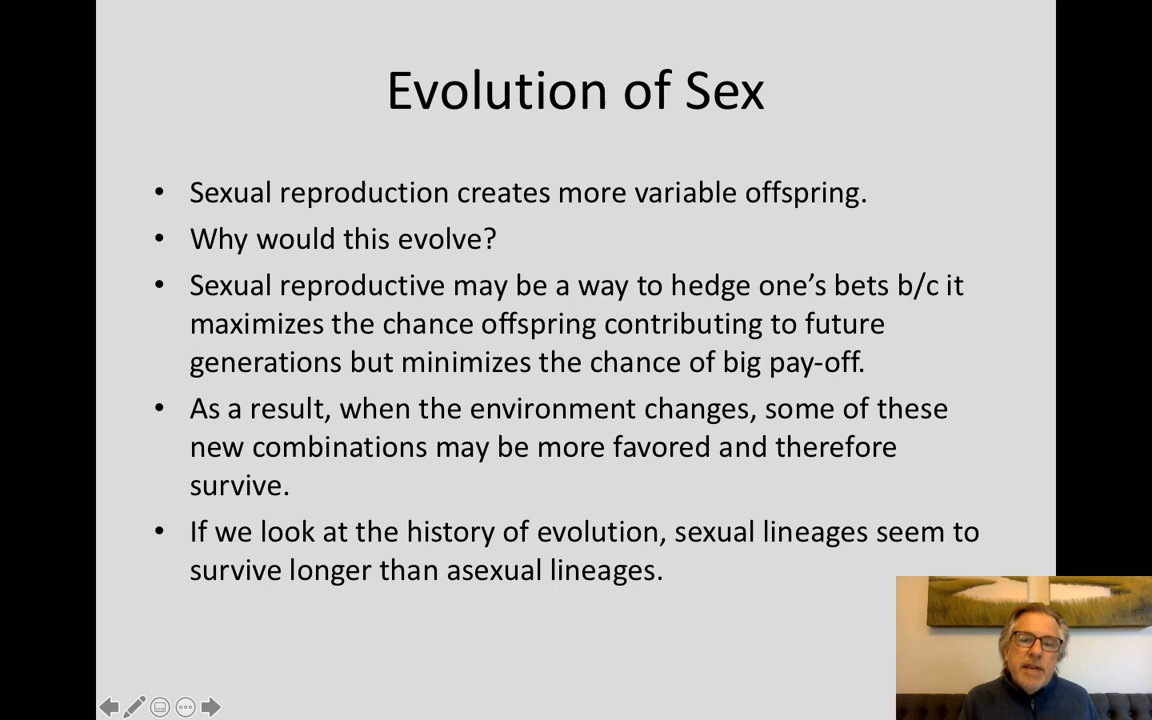 Evolution of Sex
• Sexual reproduction creates more variable offspring.
• Why would this evolve?
• Sexual reproductive may be a way to hedge one’s bets b/c it
maximizes the chance offspring contributing to future
generations but minimizes the chance of big pay-off.
• As a result, when the environment changes, some of these
new combinations may be more favored and therefore
survive.
• If we look at the history of evolution, sexual lineages seem to
survive longer than asexual lineages.